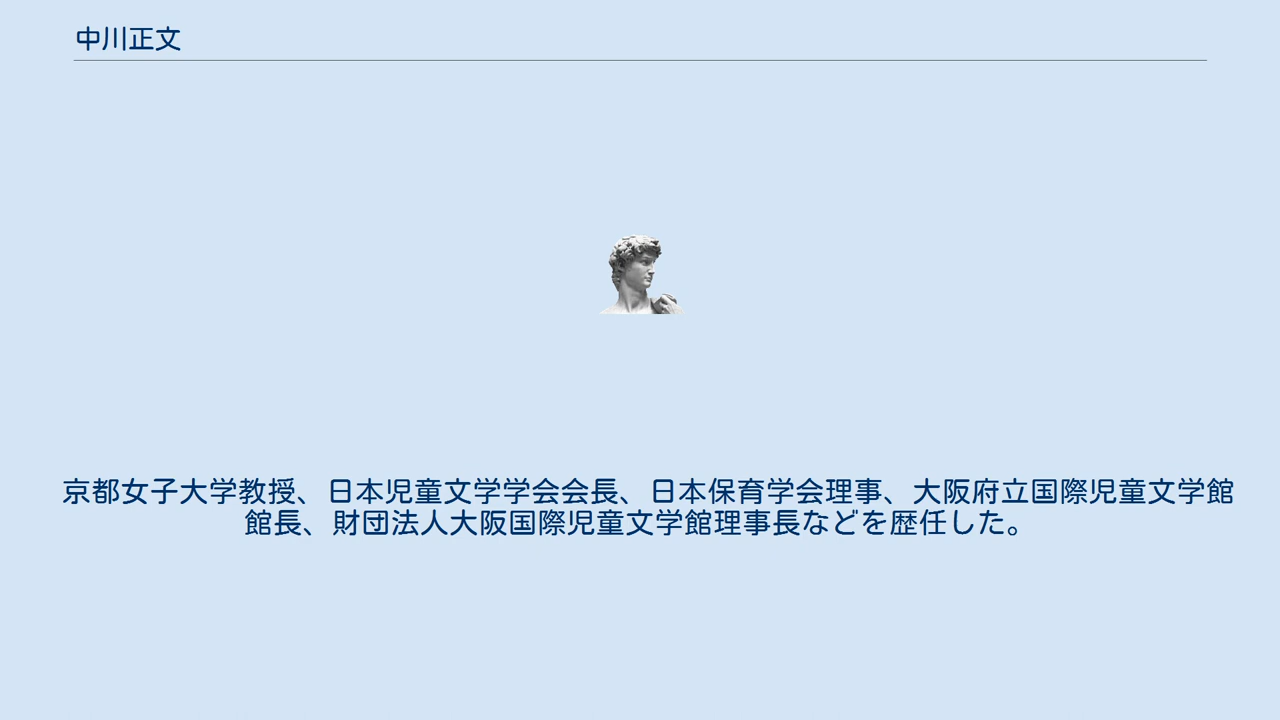 中川正文
京都女子大学教授、日本児童文学学会会長、日本保育学会理事、大阪府立国際児童文学館
館長、財団法人大阪国際児童文学館理事長などを歴任した。